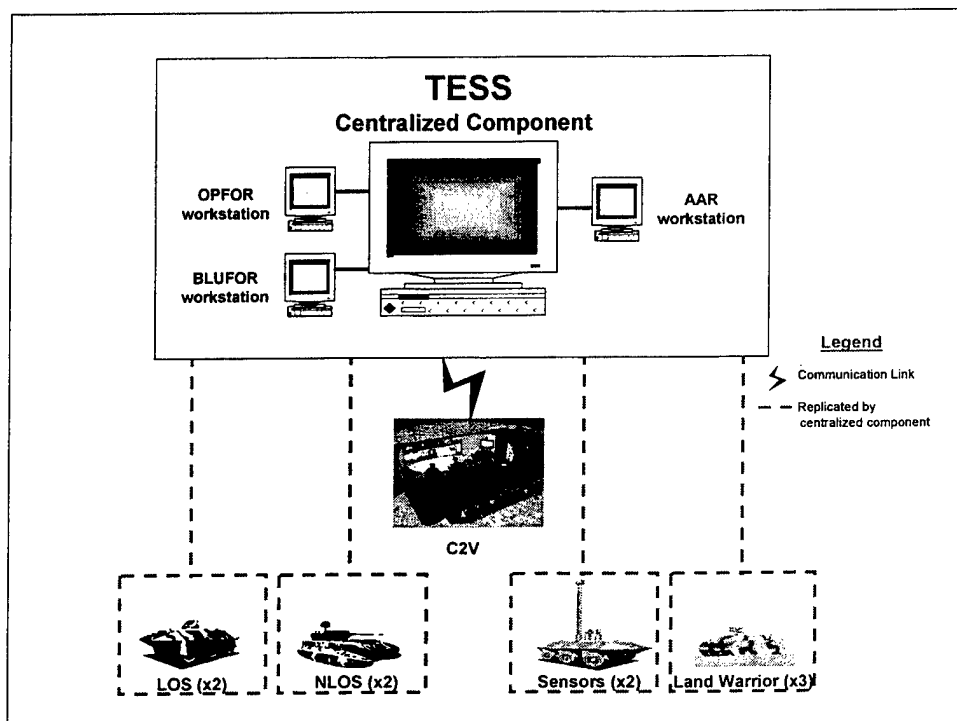 TESS
Centralized Component
OPFOR
workstation
AAR
workstation
BLUFOR
workstation
Legend
Communication Link
Replicated by
centralized component
C2V
LOS (x2)
NLOS (x2)
Sensors (x2)
Land Warrior (x3)